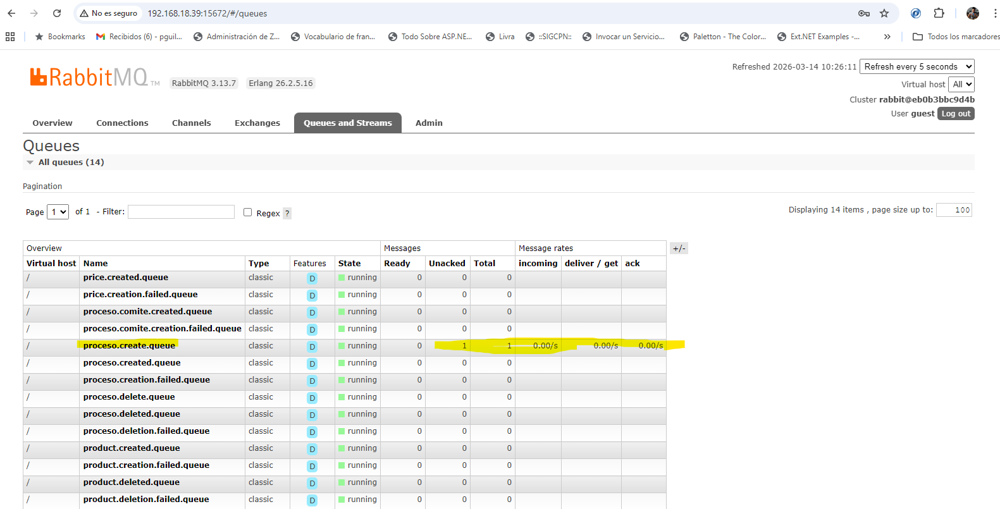 No es seguro 192.168.18.39:15672/#/queues
Bookmarks Recibidos (6) - pguil... Administración de Z... Vocabulario de fran... Todo Sobre ASP.NE... Livra ::SIGCPN:: Invocar un Servicio... Paletton - The Color... Ext.NET Examples -... » Todos los marcadores
Refreshed 2026-03-14 10:26:11 Refresh every 5 seconds
RabbitMQ TM RabbitMQ 3.13.7 Erlang 26.2.5.16
Virtual host All
Cluster rabbit@eb0b3bbc9d4b
User guest Log out
Overview Connections Channels Exchanges Queues and Streams Admin
Queues
All queues (14)
Pagination
Page 1 of 1 - Filter: Regex ? Displaying 14 items , page size up to: 100
Overview Messages Message rates +/-
Virtual host Name Type Features State Ready Unacked Total incoming deliver / get ack
/ price.created.queue classic D running 0 0 0
/ price.creation.failed.queue classic D running 0 0 0
/ proceso.comite.created.queue classic D running 0 0 0
/ proceso.comite.creation.failed.queue classic D running 0 0 0
/ proceso.create.queue classic D running 0 1 1 0.00/s 0.00/s 0.00/s
/ proceso.created.queue classic D running 0 0 0
/ proceso.creation.failed.queue classic D running 0 0 0
/ proceso.delete.queue classic D running 0 0 0
/ proceso.deleted.queue classic D running 0 0 0
/ proceso.deletion.failed.queue classic D running 0 0 0
/ product.created.queue classic D running 0 0 0
/ product.creation.failed.queue classic D running 0 0 0
/ product.deleted.queue classic D running 0 0 0
/ product.deletion.failed.queue classic D running 0 0 0